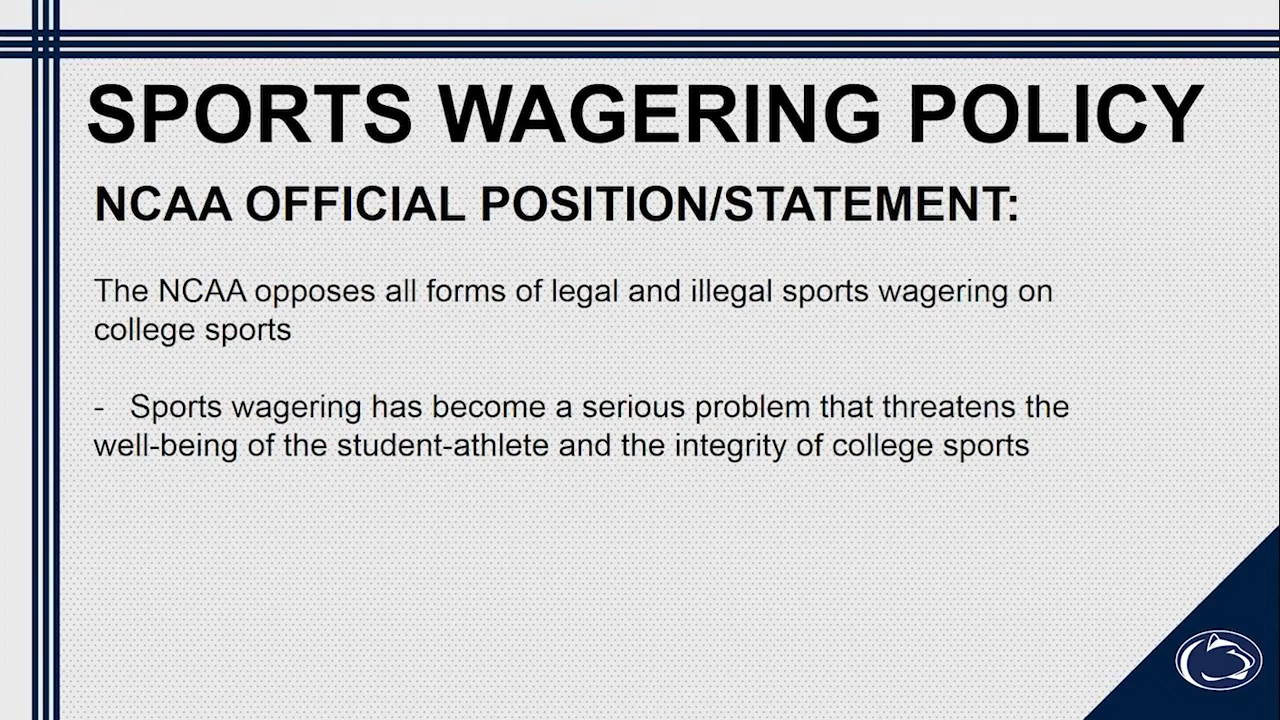 SPORTS WAGERING POLICY
NCAA OFFICIAL POSITION/STATEMENT:
The NCAA opposes all forms of legal and illegal sports wagering on
college sports
- Sports wagering has become a serious problem that threatens the
well-being of the student-athlete and the integrity of college sports